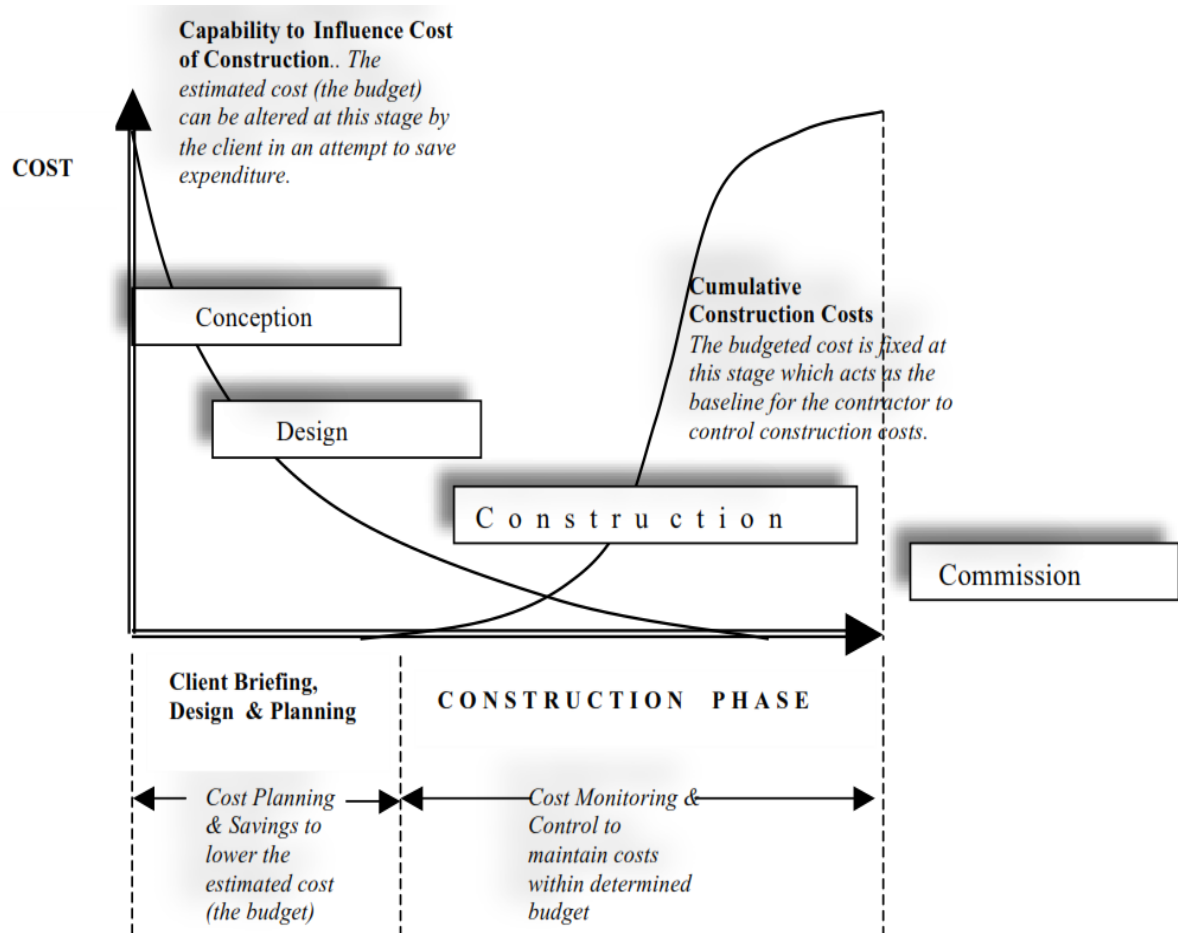 Capability to Influence Cost
of Construction.. The
estimated cost (the budget)
can be altered at this stage by
the client in an attempt to save
expenditure.
COST
Conception
Cumulative
Construction Costs
The budgeted cost is fixed at
this stage which acts as the
baseline for the contractor to
control construction costs.
Design
Construction
Commission
Client Briefing,
Design & Planning
CONSTRUCTION PHASE
Cost Planning
& Savings to
lower the
estimated cost
(the budget)
Cost Monitoring &
Control to
maintain costs
within determined
budget